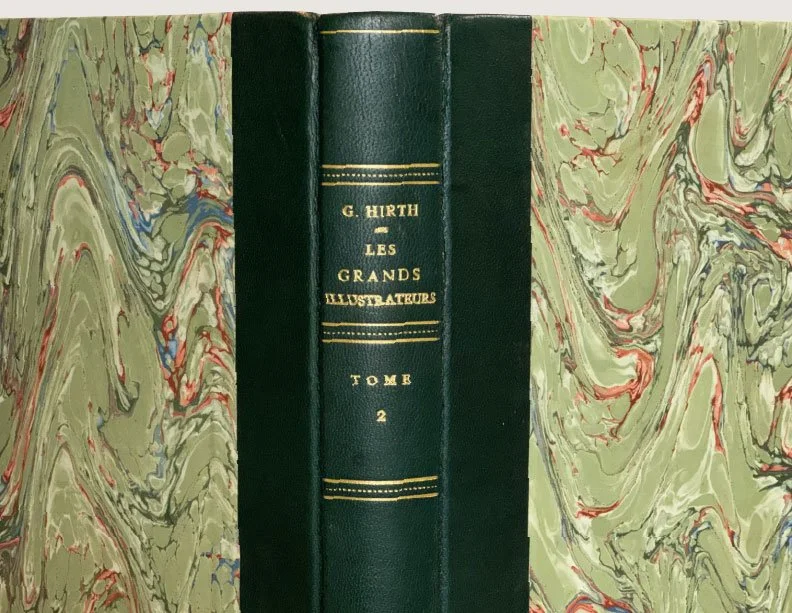 G. HIRTH
LES
GRANDS
ILLUSTRATEURS
TOME
2